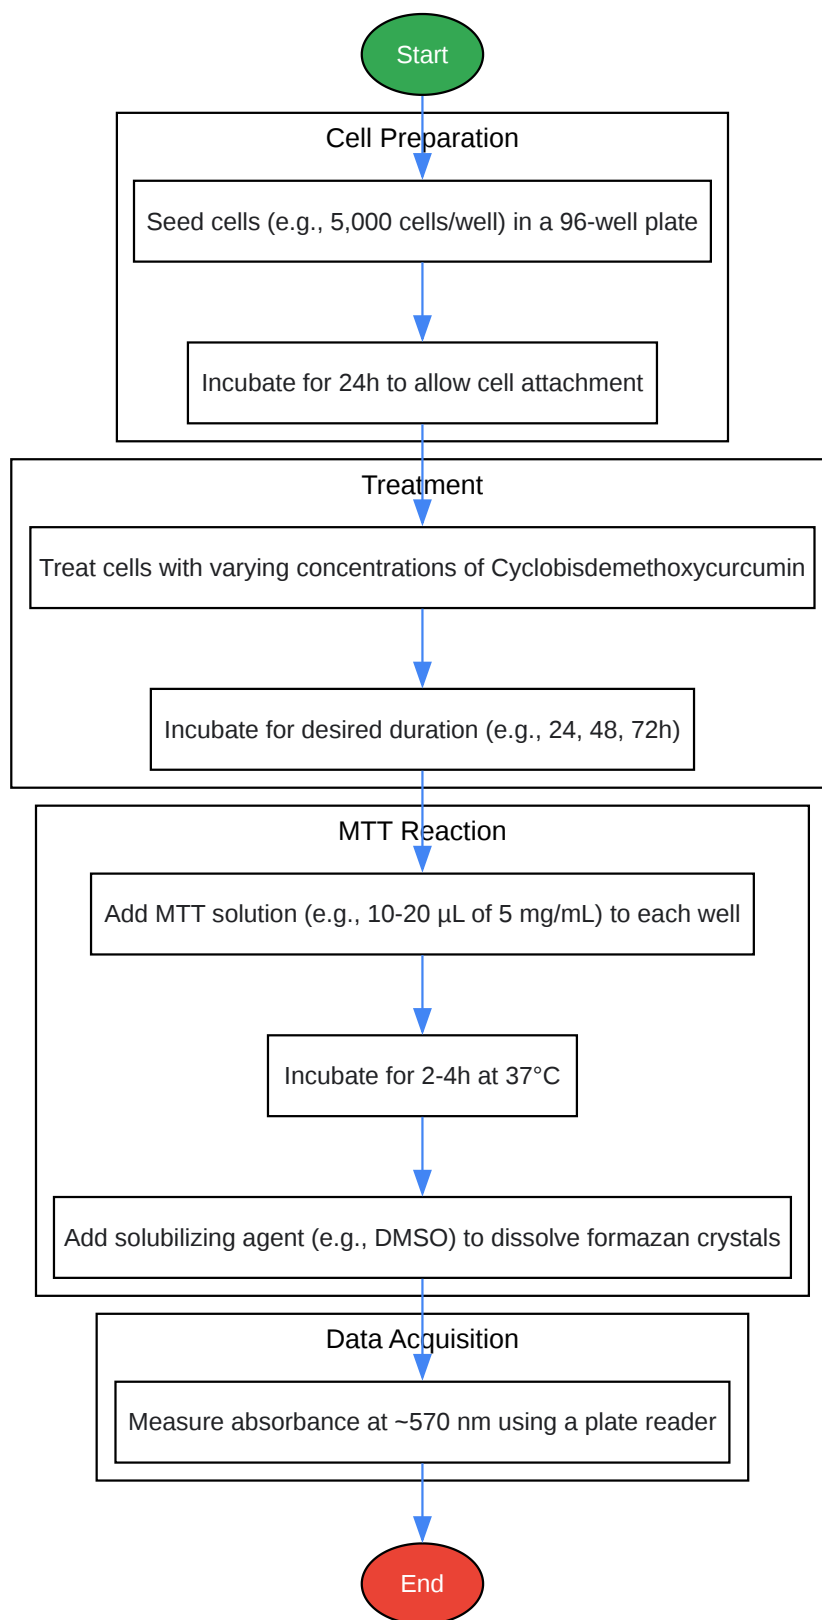 Start
Cell Preparation
Seed cells (e.g., 5,000 cells/well) in a 96-well plate
Incubate for 24h to allow cell attachment
Treatment
Treat cells with varying concentrations of Cyclobisdemethoxycurcumin
Incubate for desired duration (e.g., 24, 48, 72h)
MTT Reaction
Add MTT solution (e.g., 10-20 µL of 5 mg/mL) to each well
Incubate for 2-4h at 37°C
Add solubilizing agent (e.g., DMSO) to dissolve formazan crystals
Data Acquisition
Measure absorbance at ~570 nm using a plate reader
End